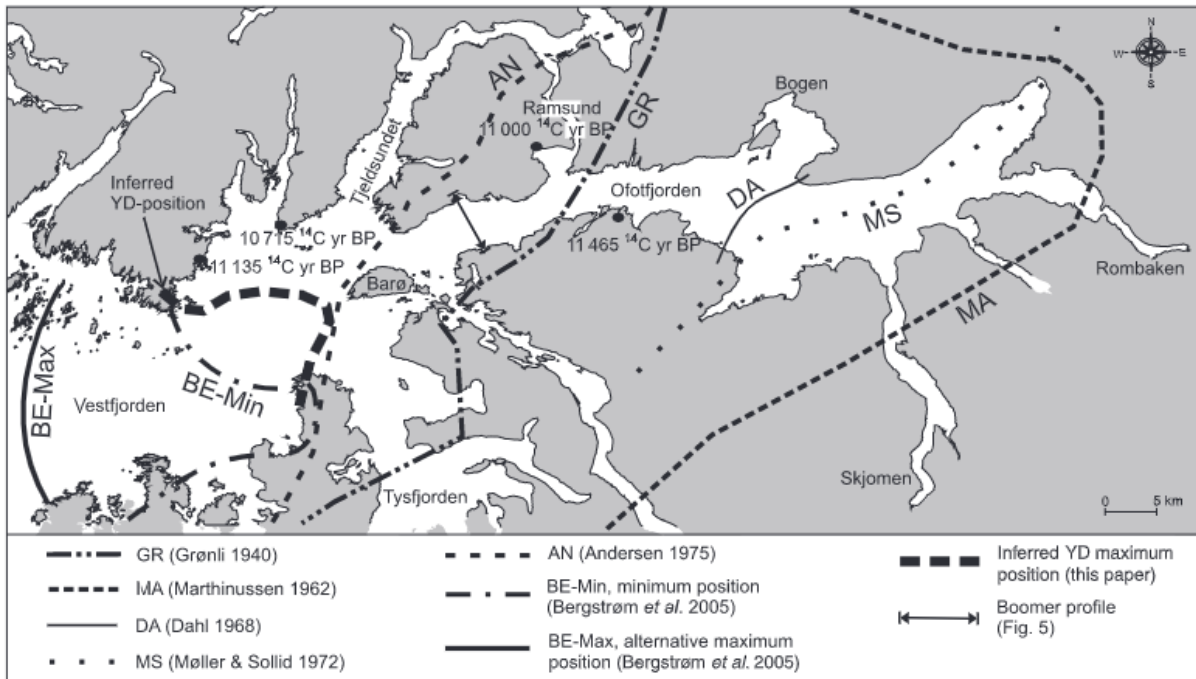 N
W
E
S
AN
Bogen
Ramsund
11 000 ¹⁴C yr BP
GR
Tjeldsundet
Inferred
YD-position
Ofotfjorden
DA
MS
10 715 ¹⁴C yr BP
11 465 ¹⁴C yr BP
11 135 ¹⁴C yr BP
Rombaken
Barø
MA
BE-Max
BE-Min
Vestfjorden
Skjomen
Tysfjorden
0 5 km
GR (Grønli 1940)
MA (Marthinussen 1962)
DA (Dahl 1968)
MS (Møller & Sollid 1972)
AN (Andersen 1975)
BE-Min, minimum position
(Bergstrøm et al. 2005)
BE-Max, alternative maximum
position (Bergstrøm et al. 2005)
Inferred YD maximum
position (this paper)
Boomer profile
(Fig. 5)